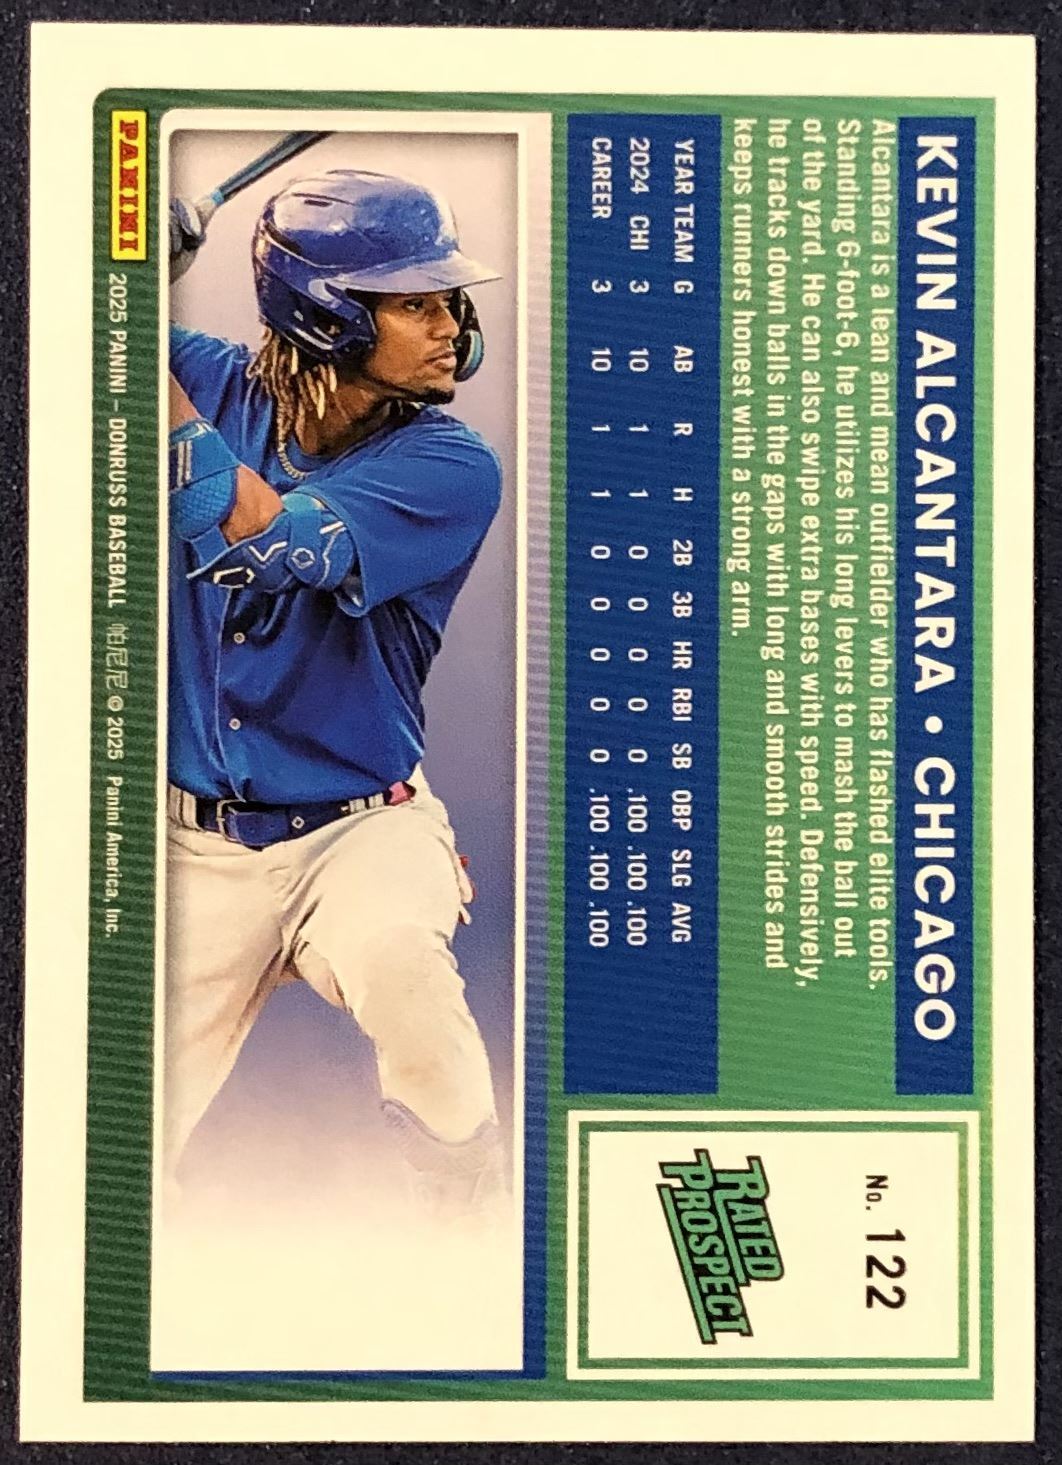 KEVIN ALCANTARA • CHICAGO
Alcantara is a lean and mean outfielder who has flashed elite tools.
Standing 6-foot-6, he utilizes his long levers to mash the ball out
of the yard. He can also swipe extra bases with speed. Defensively,
he tracks down balls in the gaps with long and smooth strides and
keeps runners honest with a strong arm.
YEAR TEAM G AB R H 2B 3B HR RBI SB OBP SLG AVG
2024 CHI 3 10 1 1 0 0 0 0 0 .100 .100 .100
CAREER 3 10 1 1 0 0 0 0 0 .100 .100 .100
No. 122
RATED
PROSPECT
PANINI
2025 PANINI – DONRUSS BASEBALL 帕尼尼 © 2025 Panini America, Inc.